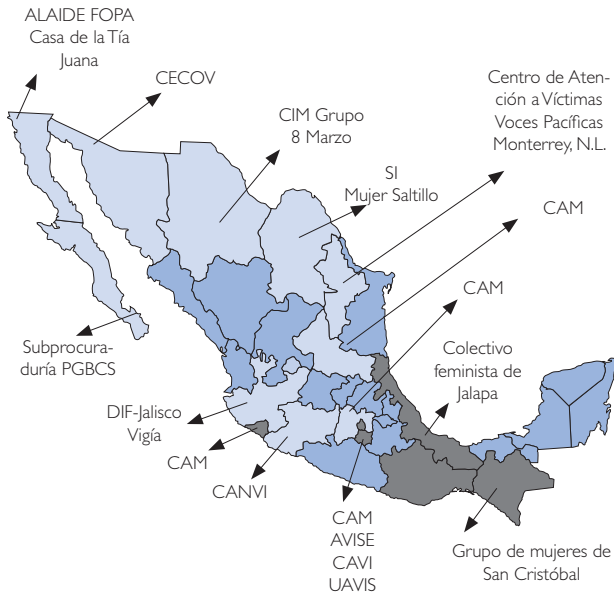 ALAIDE FOPA
Casa de la Tía
Juana
CECOV
CIM Grupo
8 Marzo
SI
Mujer Saltillo
Centro de Aten-
ción a Víctimas
Voces Pacíficas
Monterrey, N.L.
CAM
CAM
Colectivo
feminista de
Jalapa
Subprocura-
duría PGBCS
DIF-Jalisco
Vigía
CAM
CANVI
CAM
AVISE
CAVI
UAVIS
Grupo de mujeres de
San Cristóbal